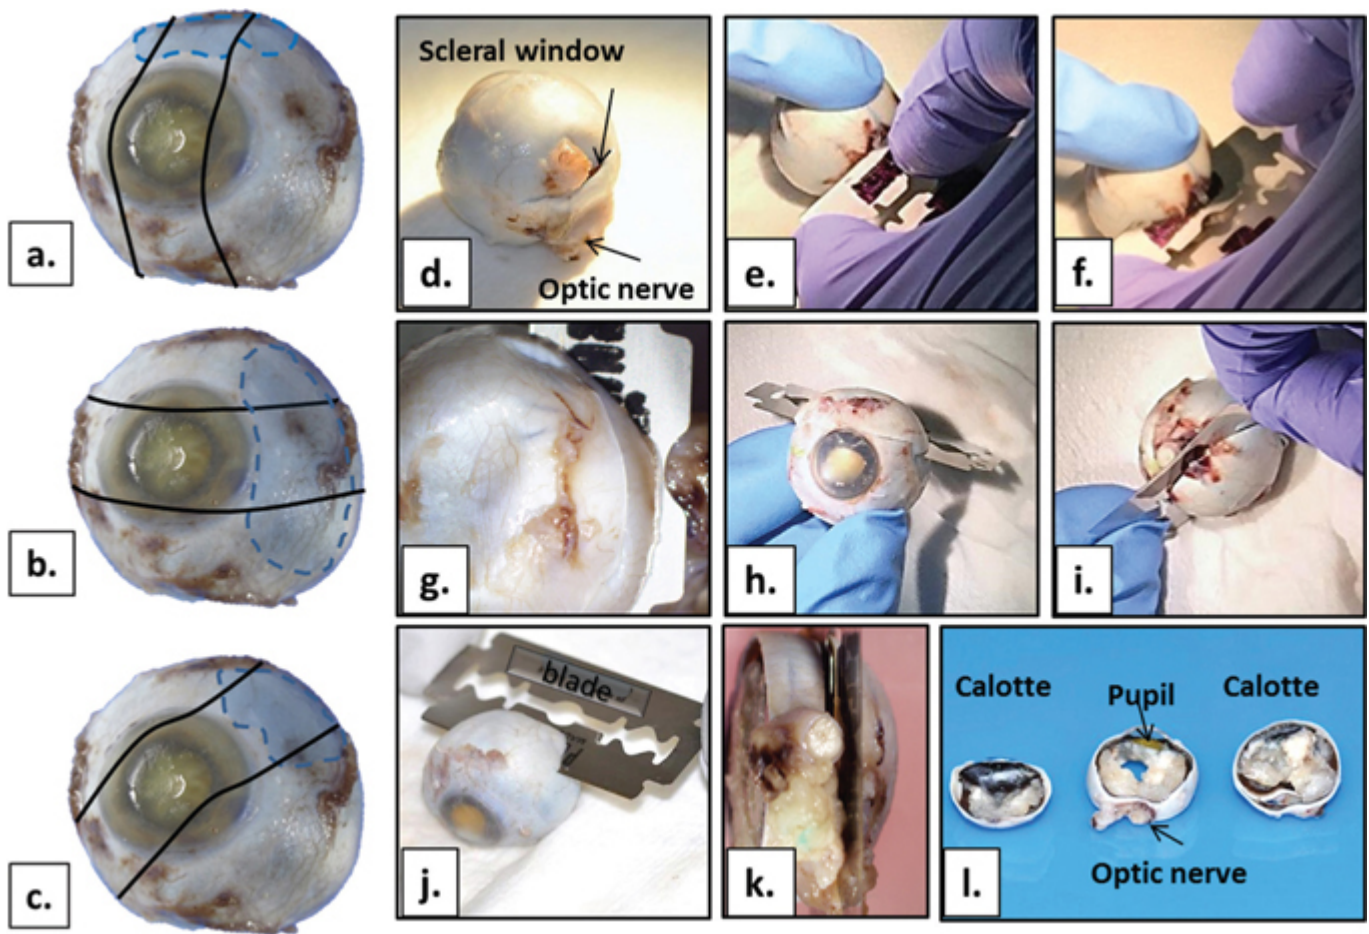 a.
Scleral window
Optic nerve
d.
e.
f.
b.
g.
h.
i.
c.
blade
j.
k.
Calotte
Pupil
Calotte
Optic nerve
l.